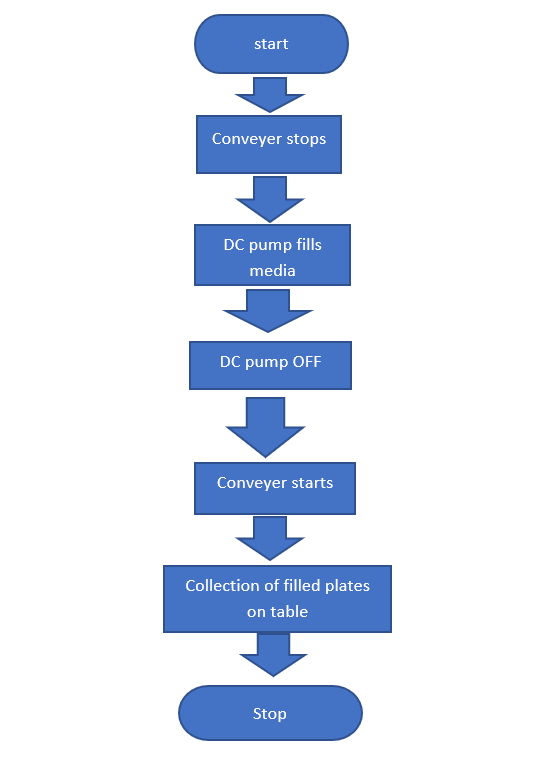 start
Conveyer stops
DC pump fills
media
DC pump OFF
Conveyer starts
Collection of filled plates
on table
Stop